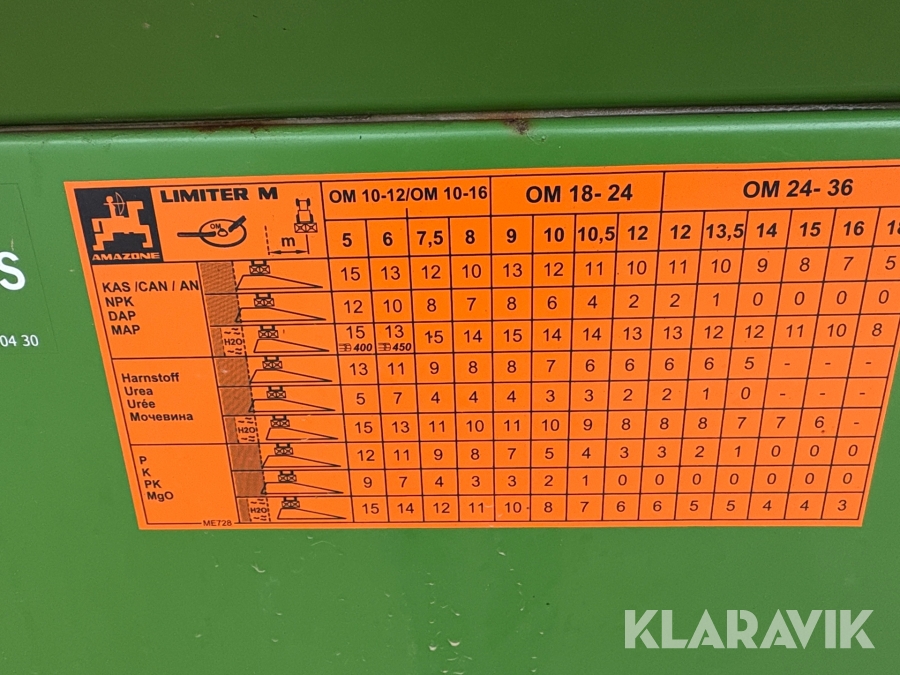 LIMITER M OM 10-12/OM 10-16 OM 18- 24 OM 24- 36
OM
m
AMAZONE
5 6 7,5 8 9 10 10,5 12 12 13,5 14 15 16 18
KAS /CAN / AN
NPK
DAP
MAP
15 13 12 10 13 12 11 10 11 10 9 8 7 5
12 10 8 7 8 6 4 2 2 1 0 0 0 0
H2O 15 13 15 14 15 14 14 13 13 12 12 11 10 8
400 450
Harnstoff
Urea
Urée
Мочевина
13 11 9 8 8 7 6 6 6 6 5 - - -
5 7 4 4 4 3 3 2 2 1 0 - - -
H2O 15 13 11 10 11 10 9 8 8 8 7 7 6 -
P
K
PK
MgO
12 11 9 8 7 5 4 3 3 2 1 0 0 0
9 7 4 3 3 2 1 0 0 0 0 0 0 0
H2O 15 14 12 11 10 8 7 6 6 5 5 4 4 3
ME728
S
04 30
KLARAVIK